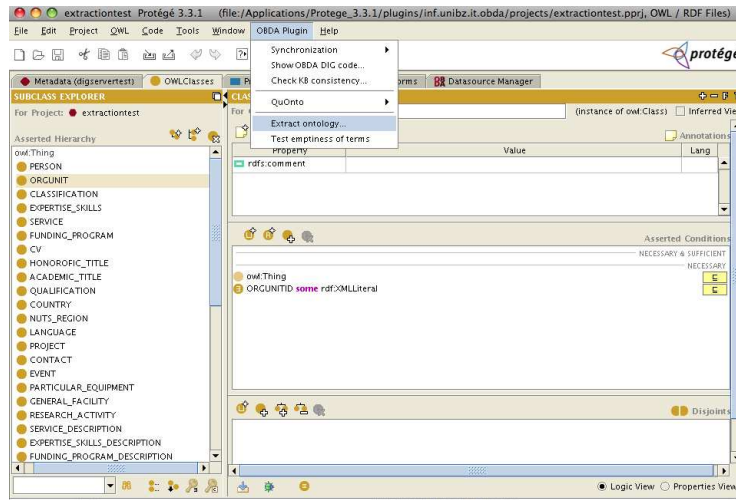 extractiontest Protégé 3.3.1 (file:/Applications/Protege_3.3.1/plugins/inf.unibz.it.obda/projects/extractiontest.pprj, OWL / RDF Files)
File Edit Project OWL Code Tools Window OBDA Plugin Help
Synchronization
Show OBDA DIG code...
Check KB consistency...
QuOnto
Extract ontology...
Test emptiness of terms
protégé
Metadata (digservertest) OWLClasses orms Datasource Manager
SUBCLASS EXPLORER
For Project: extractiontest
(instance of owl:Class) Inferred Vie
Asserted Hierarchy
Annotations
Property Value Lang
rdfs:comment
owl:Thing
PERSON
ORGUNIT
CLASSIFICATION
EXPERTISE_SKILLS
SERVICE
FUNDING_PROGRAM
CV
HONOROFIC_TITLE
ACADEMIC_TITLE
QUALIFICATION
COUNTRY
NUTS_REGION
LANGUAGE
PROJECT
CONTACT
EVENT
PARTICULAR_EQUIPMENT
GENERAL_FACILITY
RESEARCH_ACTIVITY
SERVICE_DESCRIPTION
EXPERTISE_SKILLS_DESCRIPTION
FUNDING_PROGRAM_DESCRIPTION
Asserted Conditions
NECESSARY & SUFFICIENT
NECESSARY
owl:Thing
ORGUNITID some rdf:XMLLiteral
Disjoints
Logic View Properties View